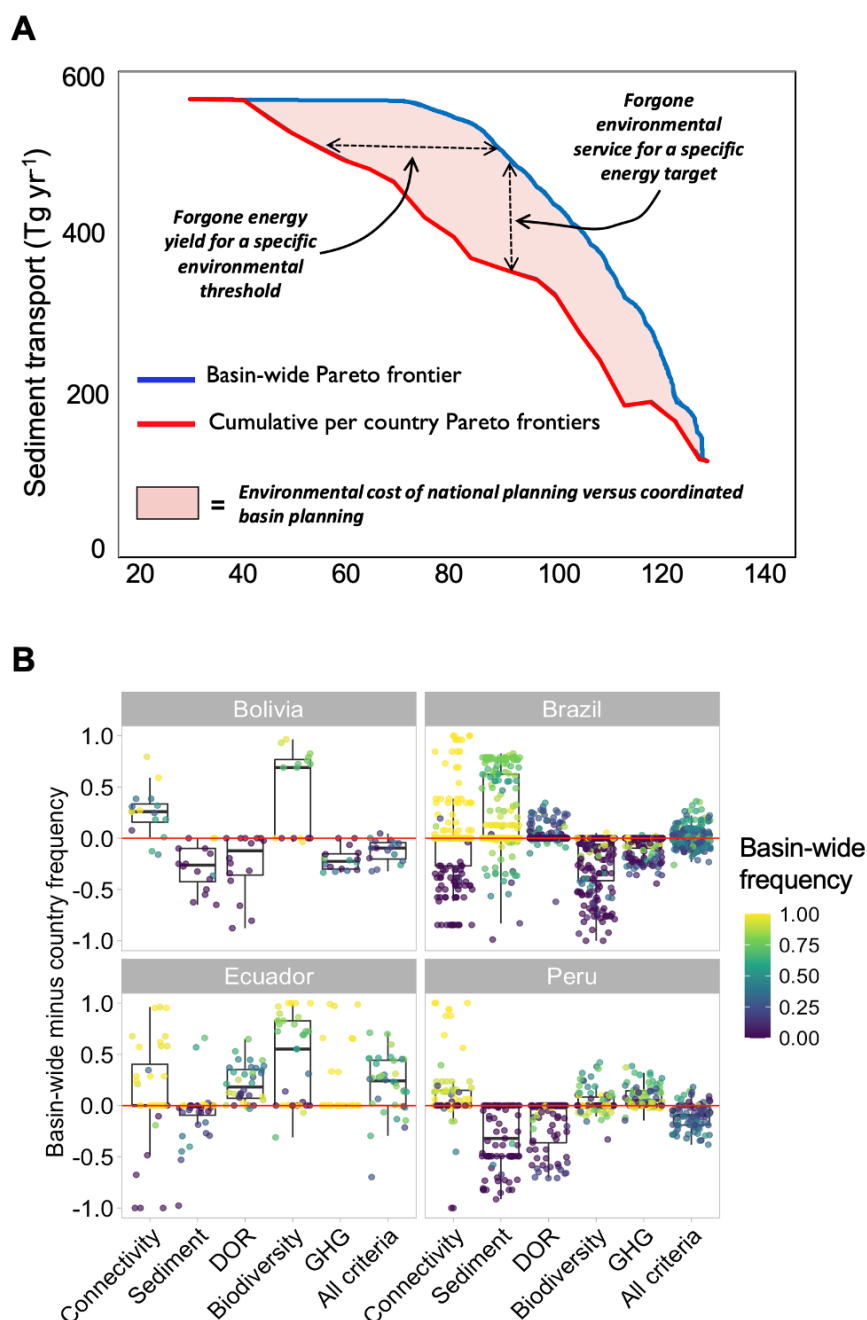 A
600
400
200
0
Sediment transport (Tg yr-1)
20 40 60 80 100 120 140
Forgone
environmental
service for a specific
energy target
Forgone energy
yield for a specific
environmental
threshold
Basin-wide Pareto frontier
Cumulative per country Pareto frontiers
= Environmental cost of national planning versus coordinated
basin planning
B
Basin-wide minus country frequency
Bolivia
Brazil
1.0
0.5
0.0
-0.5
-1.0
Ecuador
Peru
1.0
0.5
0.0
-0.5
-1.0
Connectivity
Sediment
DOR
Biodiversity
GHG
All criteria
Connectivity
Sediment
DOR
Biodiversity
GHG
All criteria
Basin-wide
frequency
1.00
0.75
0.50
0.25
0.00